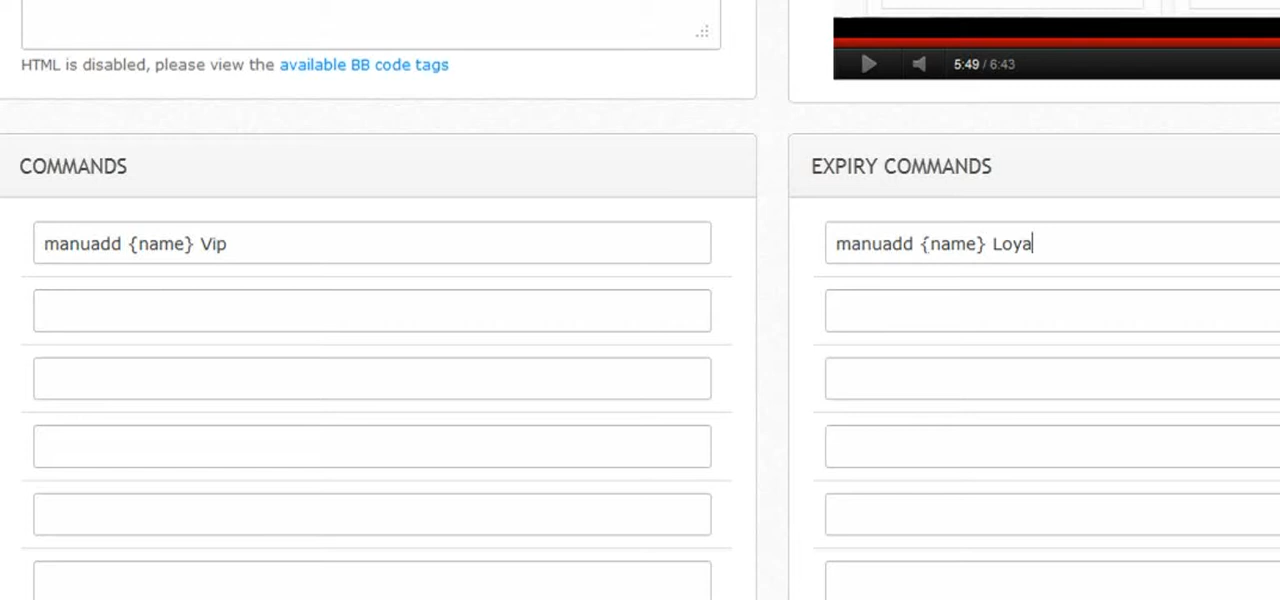 HTML is disabled, please view the available BB code tags
5:49 / 6:43
COMMANDS
manuadd {name} Vip
EXPIRY COMMANDS
manuadd {name} Loya